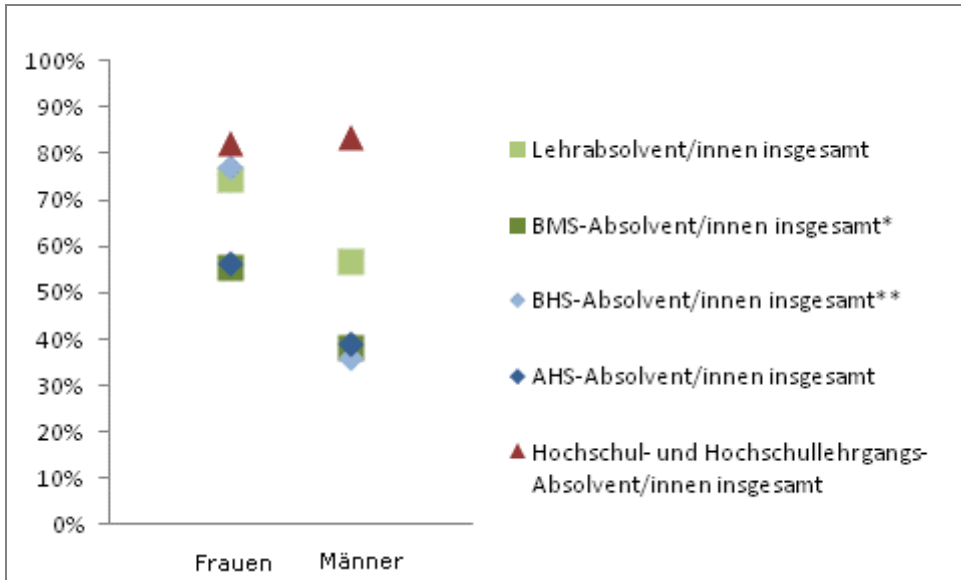 100%
90%
80%
70%
60%
50%
40%
30%
20%
10%
0%
Frauen
Männer
Lehrabsolvent/innen insgesamt
BMS-Absolvent/innen insgesamt*
BHS-Absolvent/innen insgesamt**
AHS-Absolvent/innen insgesamt
Hochschul- und Hochschullehrgangs-
Absolvent/innen insgesamt